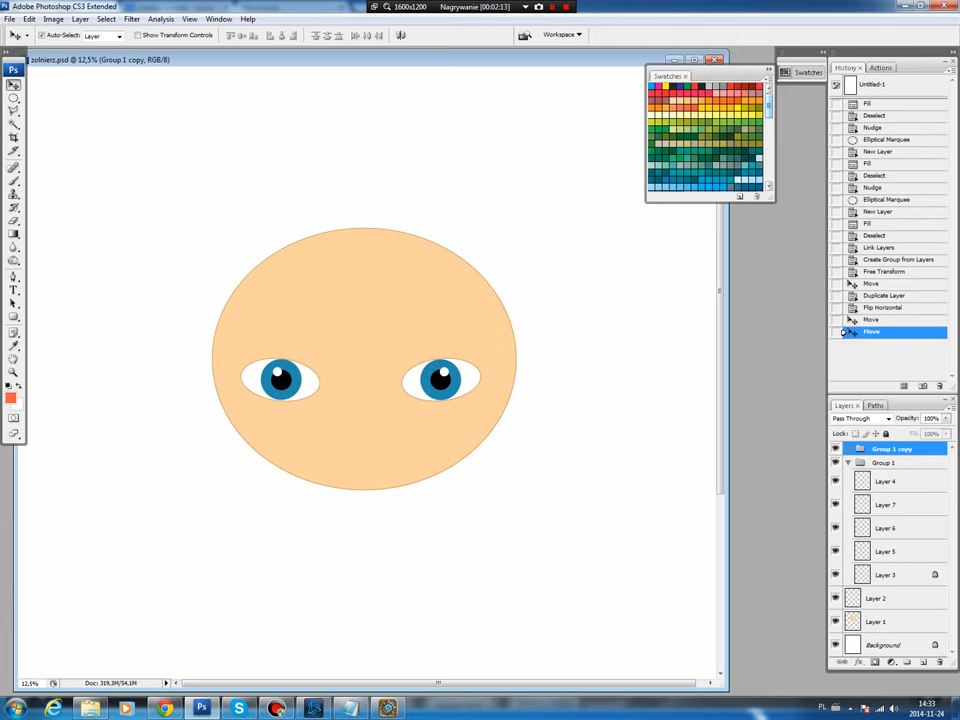 Adobe Photoshop CS3 Extended
1600x1200
Nagrywanie [00:02:13]
File Edit Image Layer Select Filter Analysis View Window Help
Auto-Select: Layer
Show Transform Controls
Workspace
zolnierz.psd @ 12,5% (Group 1 copy, RGB/8)
Swatches x
Swatches
History x Actions
Untitled-1
Fill
Deselect
Nudge
Elliptical Marquee
New Layer
Fill
Deselect
Nudge
Elliptical Marquee
New Layer
Fill
Deselect
Link Layers
Create Group from Layers
Free Transform
Move
Duplicate Layer
Flip Horizontal
Move
Move
Layers x Paths
Pass Through Opacity: 100%
Lock: Fill: 100%
Group 1 copy
Group 1
Layer 4
Layer 7
Layer 6
Layer 5
Layer 3
Layer 2
Layer 1
Background
12,5% Doc: 319,3M/54,1M
PL
14:33
2014-11-24